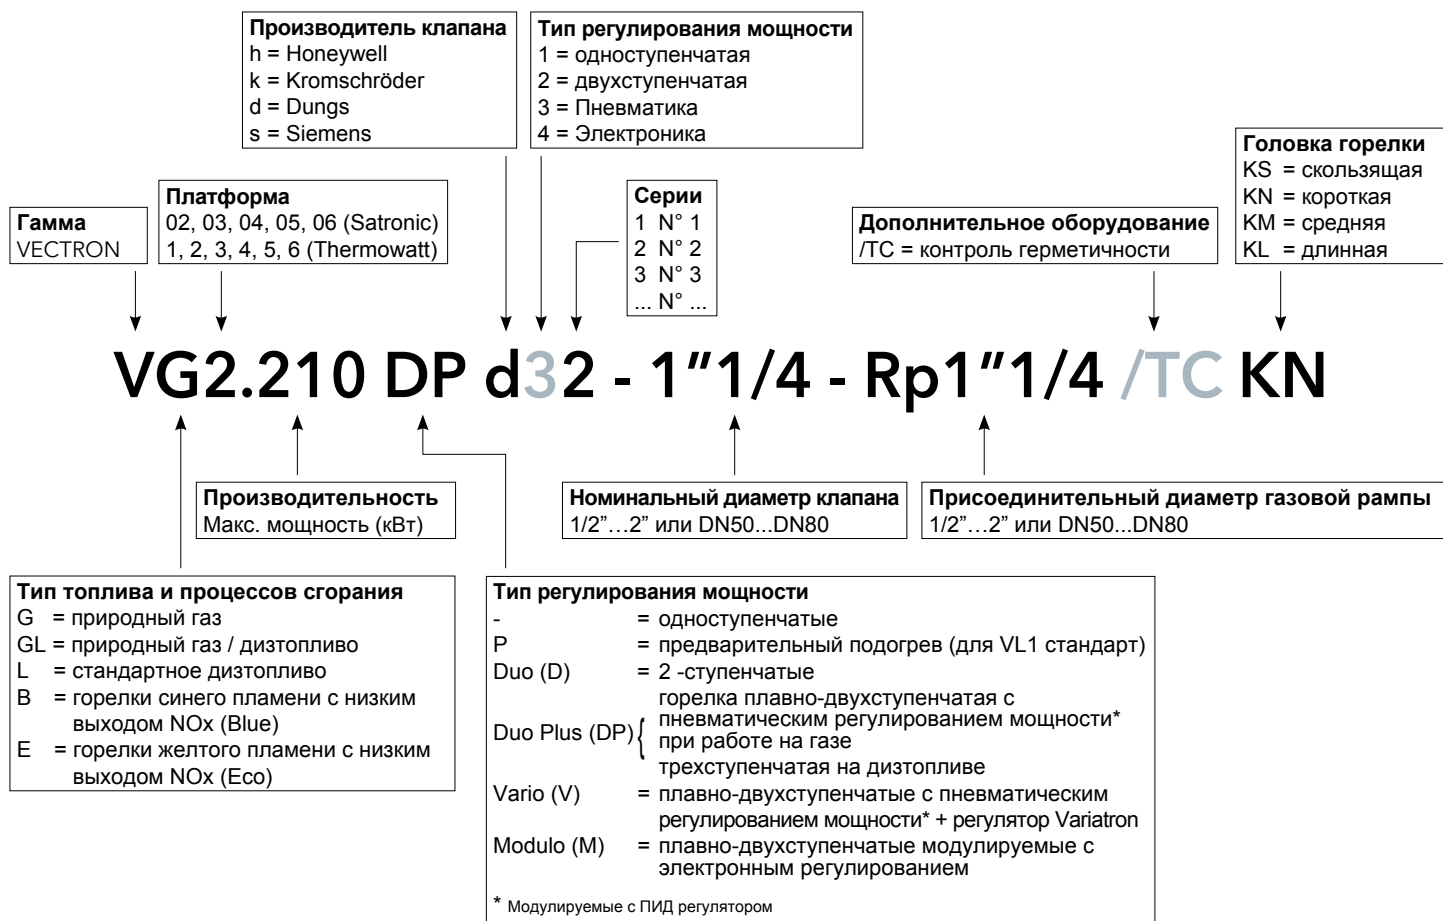 Производитель клапана
h = Honeywell
k = Kromschröder
d = Dungs
s = Siemens
Тип регулирования мощности
1 = одноступенчатая
2 = двухступенчатая
3 = Пневматика
4 = Электроника
Головка горелки
KS = скользящая
KN = короткая
KM = средняя
KL = длинная
Гамма
VECTRON
Платформа
02, 03, 04, 05, 06 (Satronic)
1, 2, 3, 4, 5, 6 (Thermowatt)
Серии
1 N° 1
2 N° 2
3 N° 3
... N° ...
Дополнительное оборудование
/TC = контроль герметичности
VG2.210 DP d32 - 1"1/4 - Rp1"1/4 /TC KN
Производительность
Макс. мощность (кВт)
Номинальный диаметр клапана
1/2”…2” или DN50...DN80
Присоединительный диаметр газовой рампы
1/2”…2” или DN50...DN80
Тип топлива и процессов сгорания
G = природный газ
GL = природный газ / дизтопливо
L = стандартное дизтопливо
B = горелки синего пламени с низким
выходом NOx (Blue)
E = горелки желтого пламени с низким
выходом NOx (Eco)
Тип регулирования мощности
- = одноступенчатые
P = предварительный подогрев (для VL1 стандарт)
Duo (D) = 2 -ступенчатые
горелка плавно-двухступенчатая с
пневматическим регулированием мощности*
Duo Plus (DP) { при работе на газе
трехступенчатая на дизтопливе
Vario (V) = плавно-двухступенчатые с пневматическим
регулированием мощности* + регулятор Variatron
Modulo (M) = плавно-двухступенчатые модулируемые с
электронным регулированием
* Модулируемые с ПИД регулятором